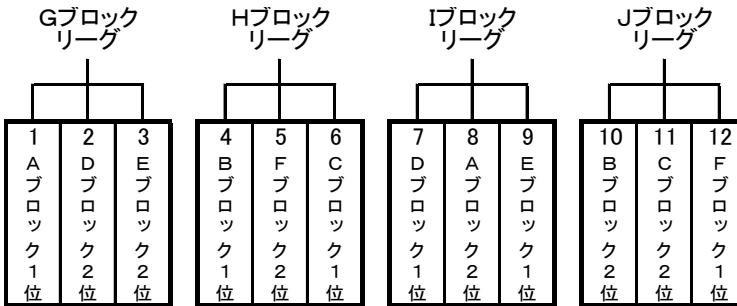 Gブロック
リーグ
Hブロック
リーグ
Iブロック
リーグ
Jブロック
リーグ
1
Aブロック1位
2
Dブロック2位
3
Eブロック2位
4
Bブロック1位
5
Fブロック2位
6
Cブロック1位
7
Dブロック1位
8
Aブロック2位
9
Eブロック1位
10
Bブロック2位
11
Cブロック2位
12
Fブロック1位